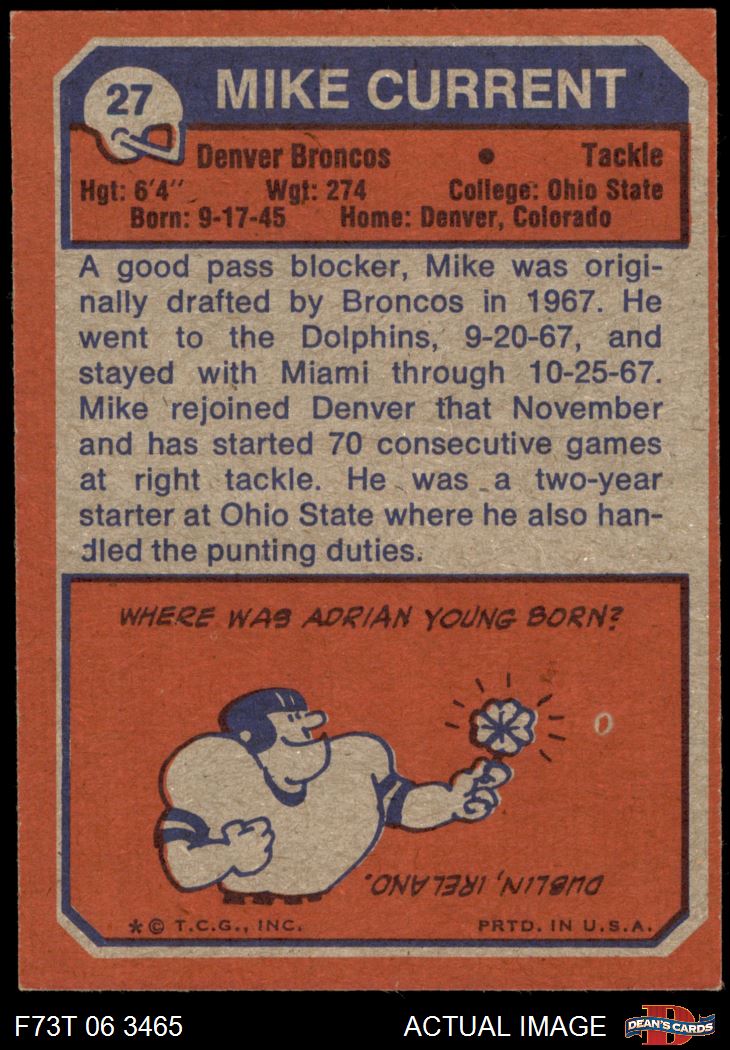 27
MIKE CURRENT
Denver Broncos • Tackle
Hgt: 6'4" Wgt: 274 College: Ohio State
Born: 9-17-45 Home: Denver, Colorado
A good pass blocker, Mike was origi-
nally drafted by Broncos in 1967. He
went to the Dolphins, 9-20-67, and
stayed with Miami through 10-25-67.
Mike rejoined Denver that November
and has started 70 consecutive games
at right tackle. He was a two-year
starter at Ohio State where he also han-
dled the punting duties.
WHERE WAS ADRIAN YOUNG BORN?
DUBLIN, IRELAND.
* © T.C.G., INC. PRTD. IN U.S.A.
F73T 06 3465 ACTUAL IMAGE
D
DEAN'S CARDS